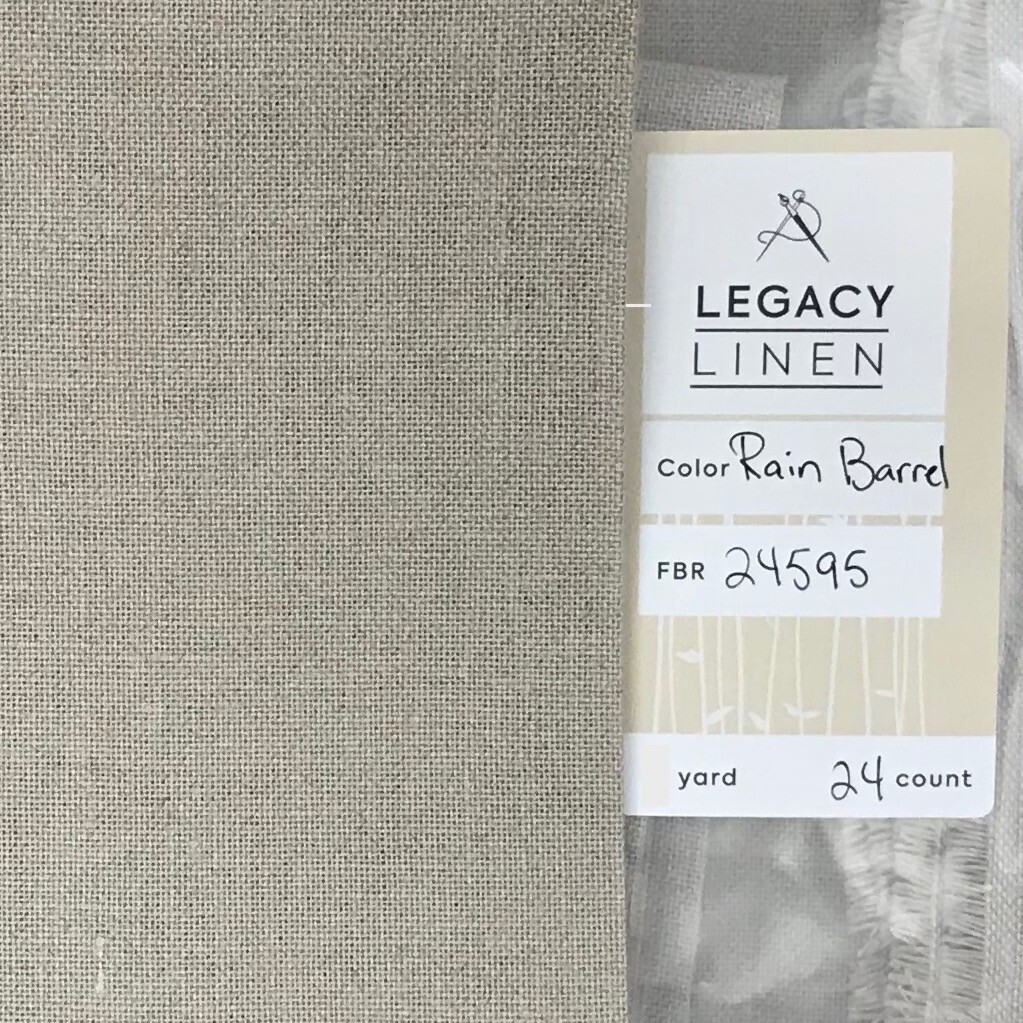 LEGACY
LINEN
Color Rain Barrel
FBR 24595
yard 24 count